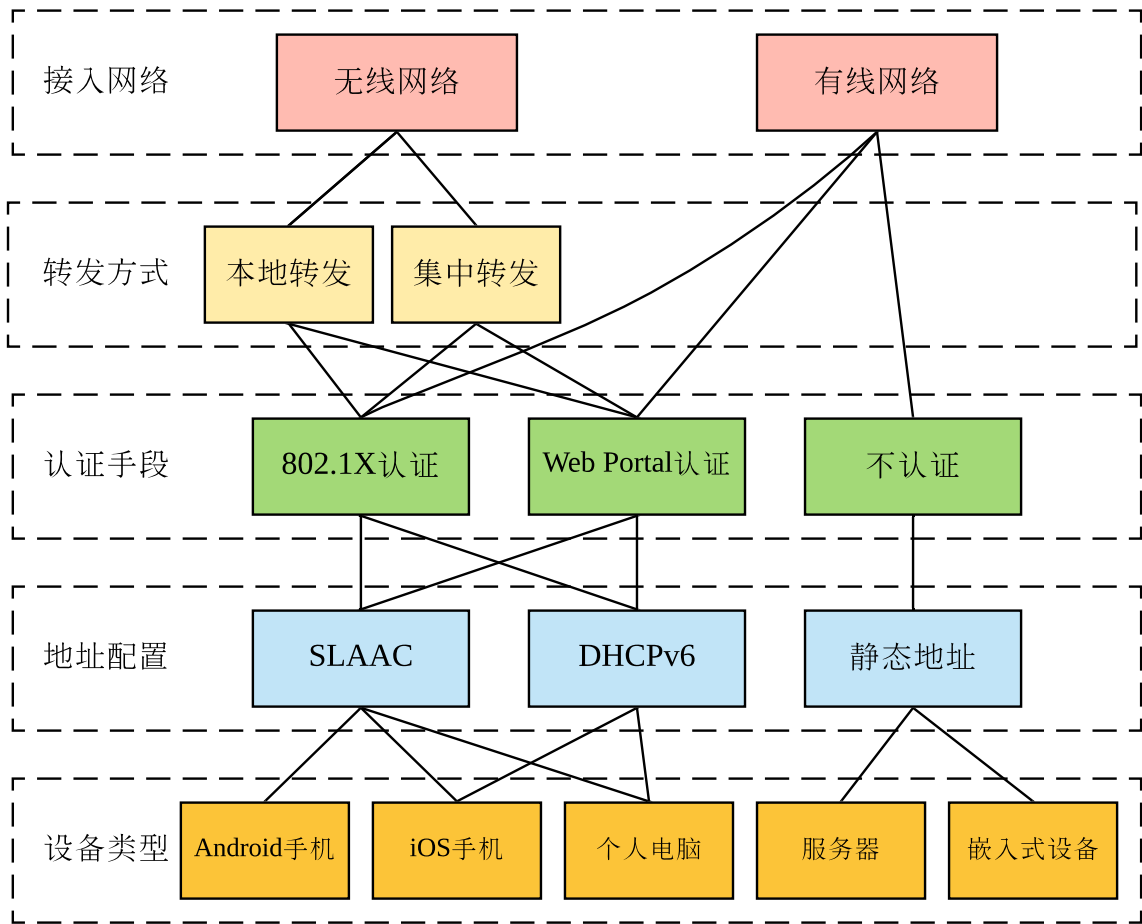 接入网络
无线网络
有线网络
转发方式
本地转发
集中转发
认证手段
802.1X认证
Web Portal认证
不认证
地址配置
SLAAC
DHCPv6
静态地址
设备类型
Android手机
iOS手机
个人电脑
服务器
嵌入式设备